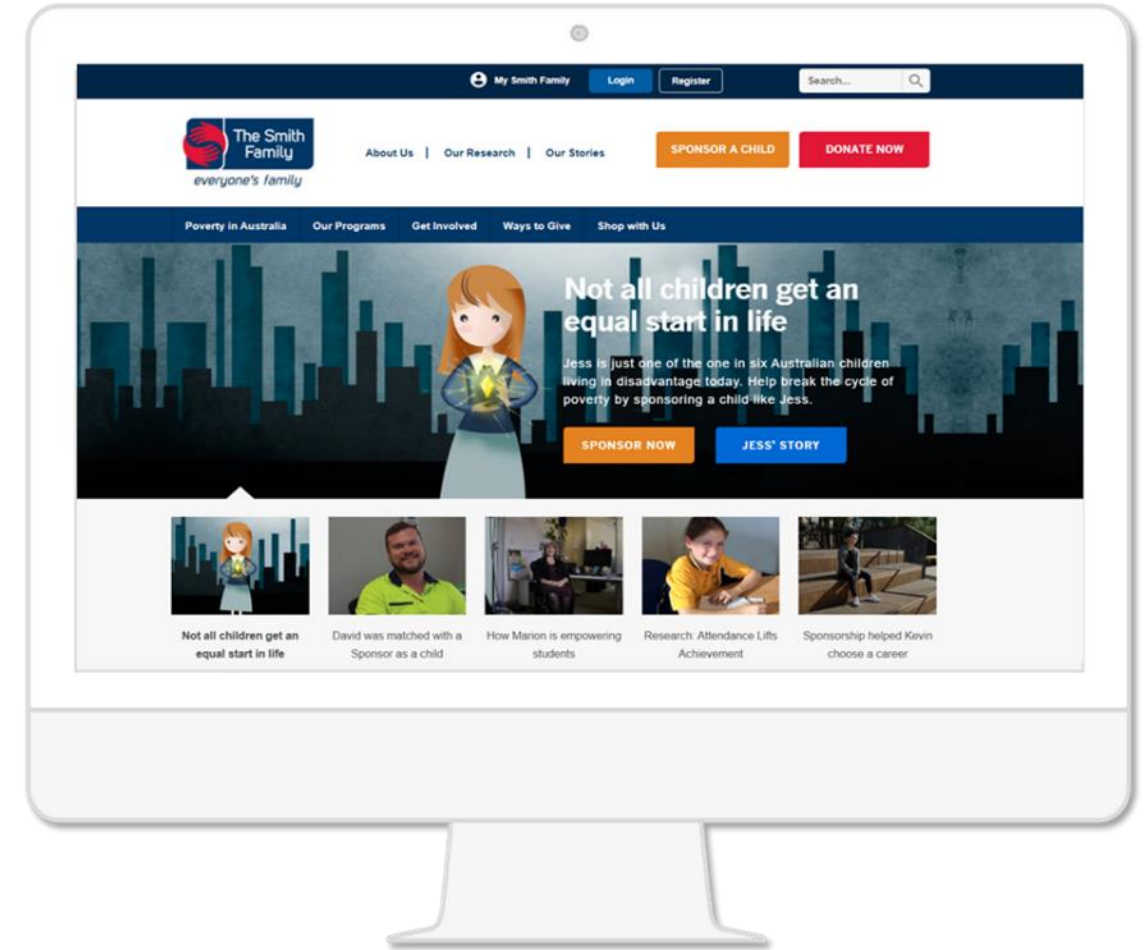 My Smith Family
Login
Register
Search...
The Smith
Family
everyone's family
About Us | Our Research | Our Stories
SPONSOR A CHILD
DONATE NOW
Poverty in Australia
Our Programs
Get Involved
Ways to Give
Shop with Us
Not all children get an
equal start in life
Jess is just one of the one in six Australian children
living in disadvantage today. Help break the cycle of
poverty by sponsoring a child like Jess.
SPONSOR NOW
JESS' STORY
Not all children get an
equal start in life
David was matched with a
Sponsor as a child
How Marion is empowering
students
Research: Attendance Lifts
Achievement
Sponsorship helped Kevin
choose a career